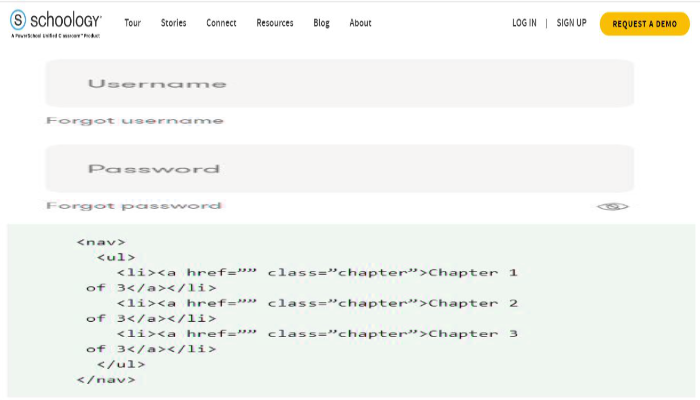 schoology®
A PowerSchool Unified Classroom™ Product
Tour Stories Connect Resources Blog About
LOG IN | SIGN UP REQUEST A DEMO
Username
Forgot username
Password
Forgot password
<nav>
<ul>
<li><a href=”” class=”chapter”>Chapter 1
of 3</a></li>
<li><a href=”” class=”chapter”>Chapter 2
of 3</a></li>
<li><a href=”” class=”chapter”>Chapter 3
of 3</a></li>
</ul>
</nav>